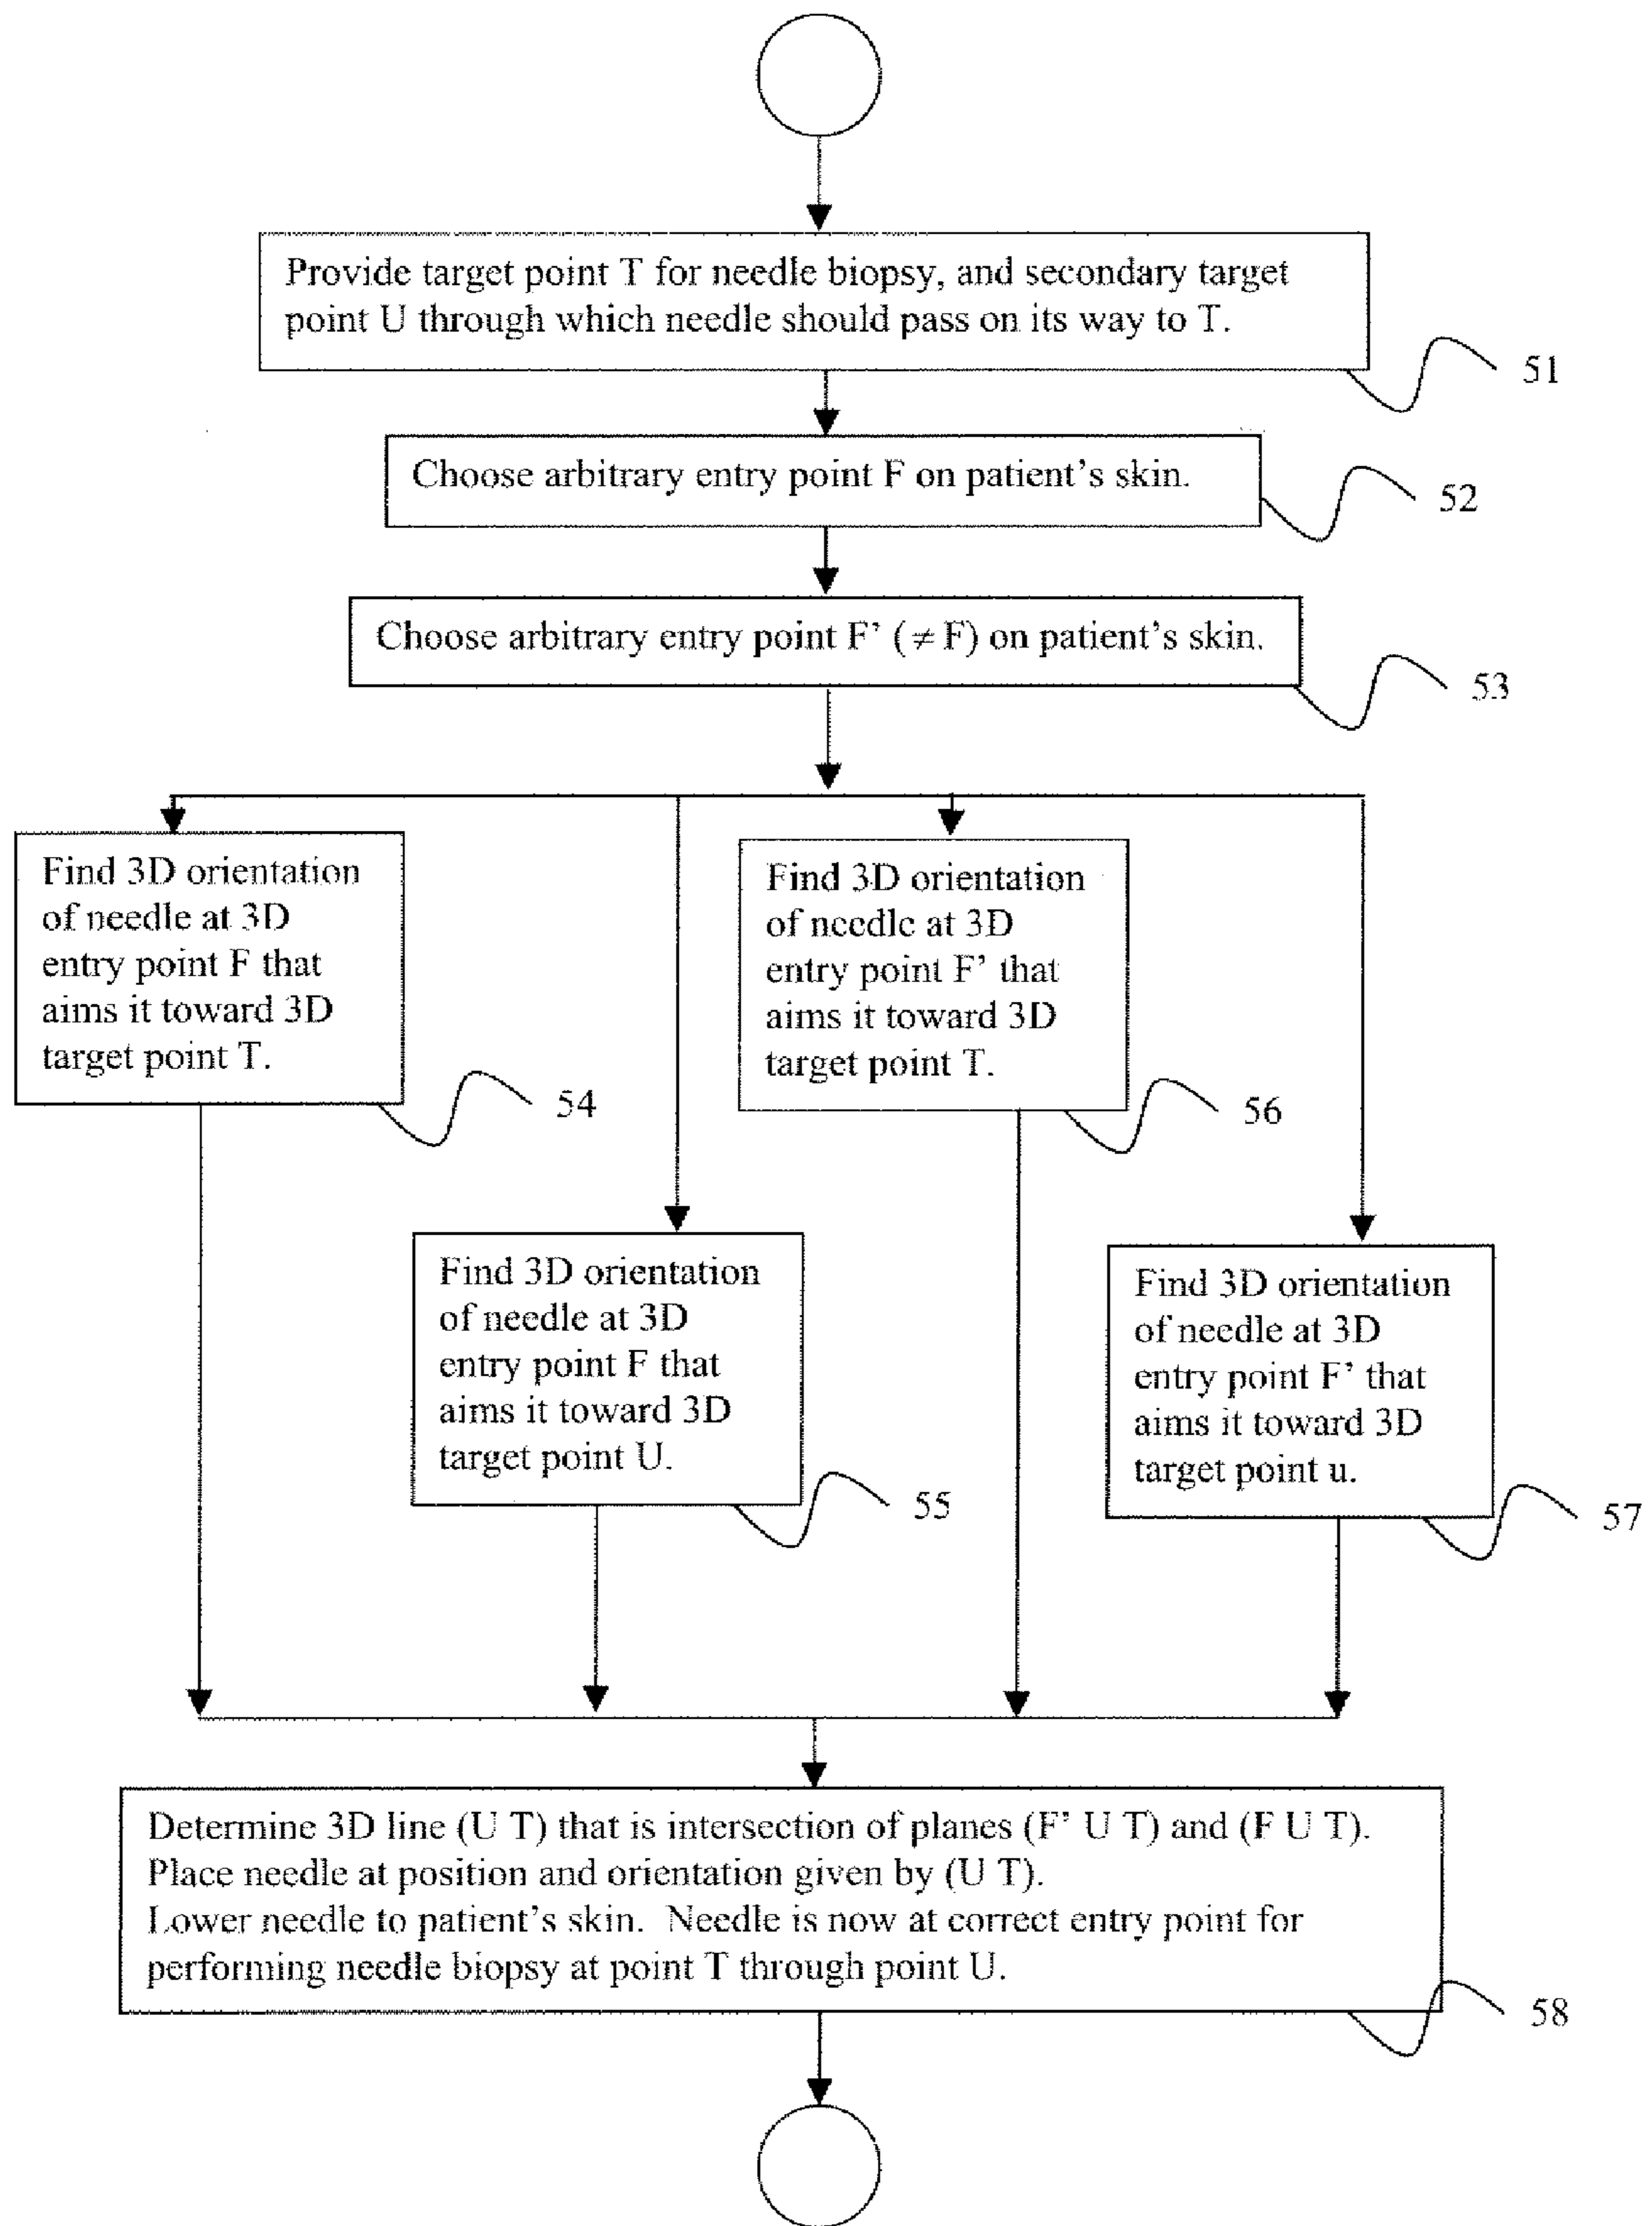 Provide target point T for needle biopsy, and secondary target
point U through which needle should pass on its way to T.
51
Choose arbitrary entry point F on patient's skin.
52
Choose arbitrary entry point F' (≠F) on patient's skin.
53
Find 3D orientation
of needle at 3D
entry point F that
aims it toward 3D
target point T.
54
Find 3D orientation
of needle at 3D
entry point F' that
aims it toward 3D
target point T.
56
Find 3D orientation
of needle at 3D
entry point F that
aims it toward 3D
target point U.
55
Find 3D orientation
of needle at 3D
entry point F' that
aims it toward 3D
target point u.
57
Determine 3D line (U T) that is intersection of planes (F' U T) and (F U T).
Place needle at position and orientation given by (U T).
Lower needle to patient's skin. Needle is now at correct entry point for
performing needle biopsy at point T through point U.
58